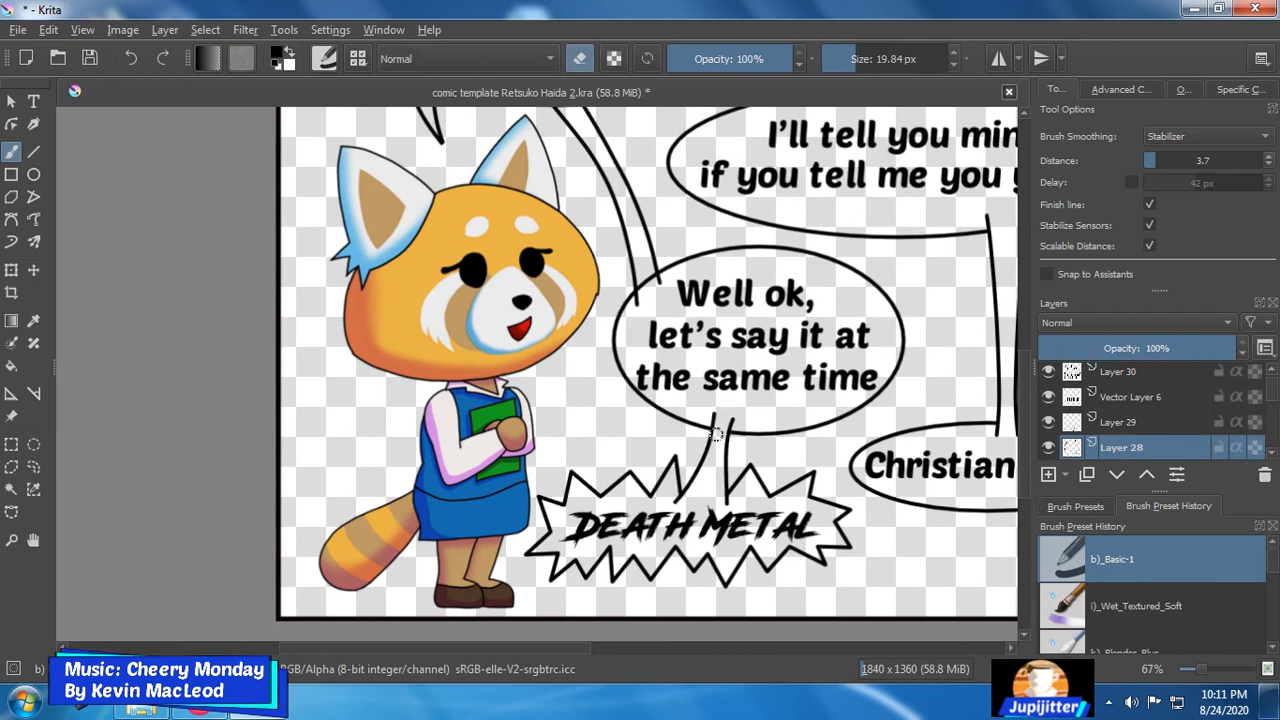 * - Krita
File Edit View Image Layer Select Filter Tools Settings Window Help
Normal
Opacity: 100%
Size: 19.84 px
comic template Retsuko Haida 2.kra (58.8 MiB) *
To...
Advanced C...
O...
Specific C...
Tool Options
Brush Smoothing:
Stabilizer
Distance:
3.7
Delay:
42 px
Finish line:
Stabilize Sensors:
Scalable Distance:
Snap to Assistants
Layers
Normal
Opacity: 100%
Layer 30
Vector Layer 6
Layer 29
Layer 28
Brush Presets
Brush Preset History
Brush Preset History
b)_Basic-1
i)_Wet_Textured_Soft
k)_Blender_Blur
I'll tell you min
if you tell me you y
Well ok,
let's say it at
the same time
Christian
DEATH METAL
b)
RGB/Alpha (8-bit integer/channel) sRGB-elle-V2-srgbtrc.icc
1840 x 1360 (58.8 MiB)
67%
Music: Cheery Monday
By Kevin MacLeod
Jupijitter
10:11 PM
8/24/2020